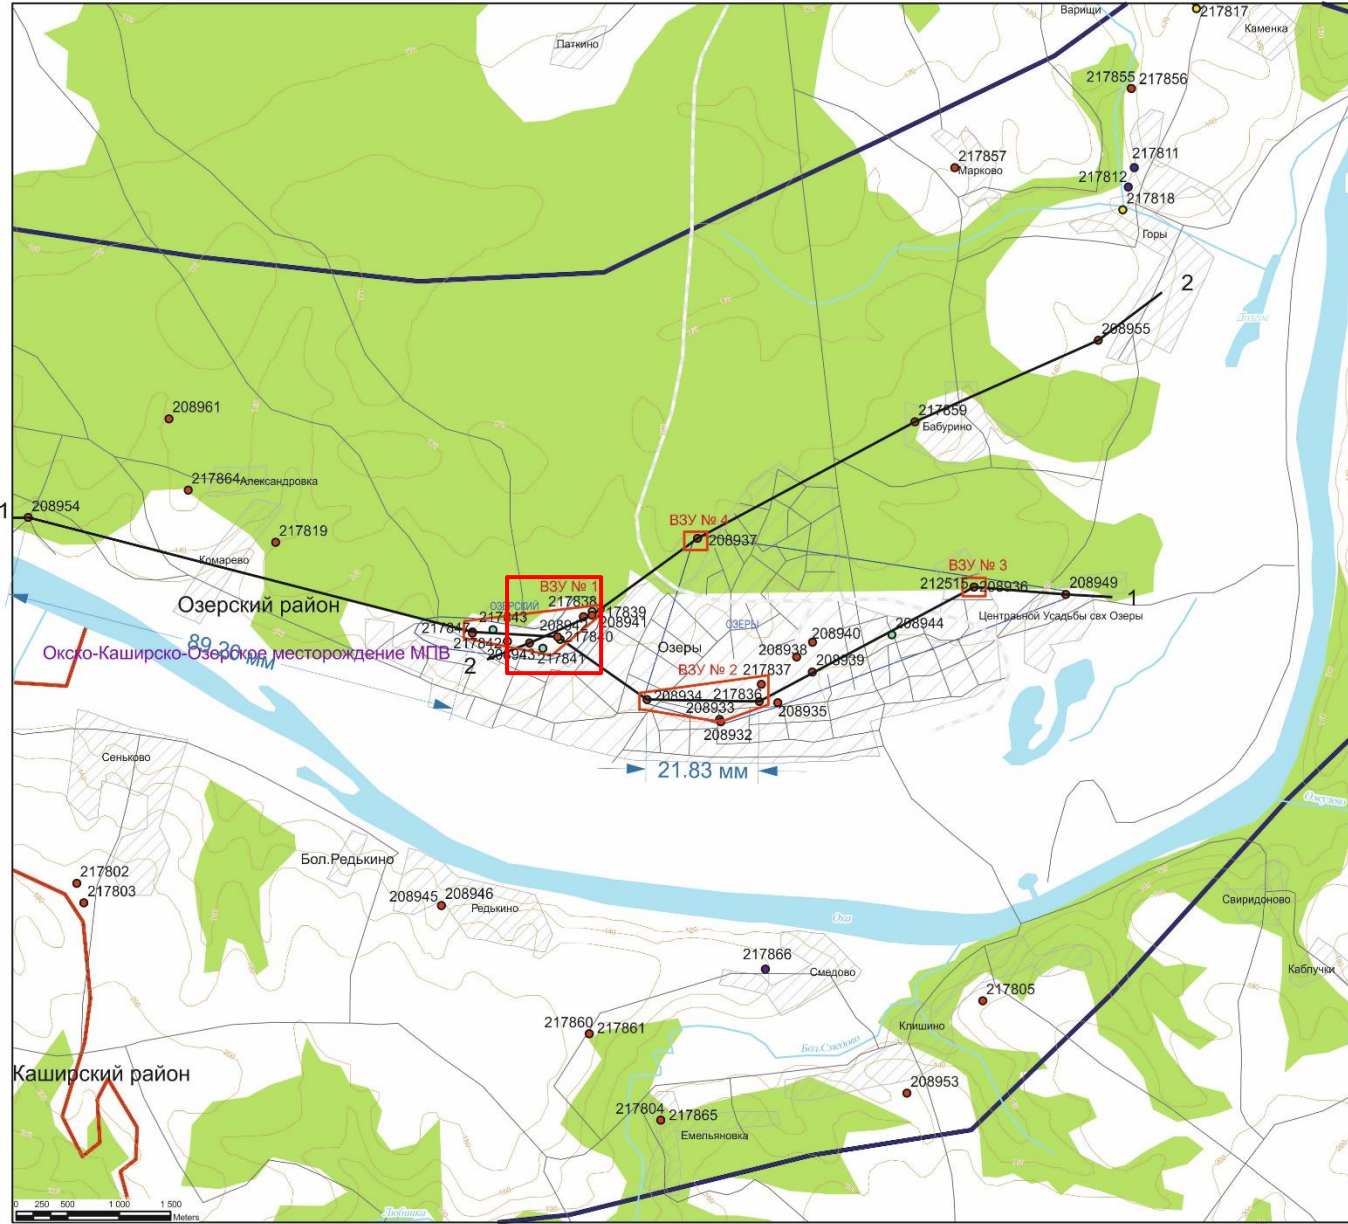 Варищи
217817
Каменка
Паткино
217855
217856
217857
Марково
217811
217812
217818
Горы
2
Долгое
208955
208961
217859
Бабурино
217864
Александровка
1
208954
217819
Комарево
ВЗУ № 4
208937
ВЗУ № 3
212515
208936
208949
1
Центраьной Усадьбы свх Озеры
Озерский район
ВЗУ № 1
ОЗЕРСКИЙ
217838
217839
217843
208942
208941
217840
217842
208943
217841
2
89.20 мм
Окско-Каширско-Озерское месторождение МПВ
ОЗЕРЫ
Озеры
208944
208940
208938
208939
ВЗУ № 2
217837
208934
217836
208933
208935
208932
21.83 мм
Сеньково
Ока
Бол.Редькино
217802
217803
208945
208946
Редькино
Свиридоново
Каблучки
217866
Смедово
217805
Клишино
217860
217861
Бол.Смедово
Каширский район
208953
217804
217865
Емельяновка
0 250 500 1 000 1 500
Meters